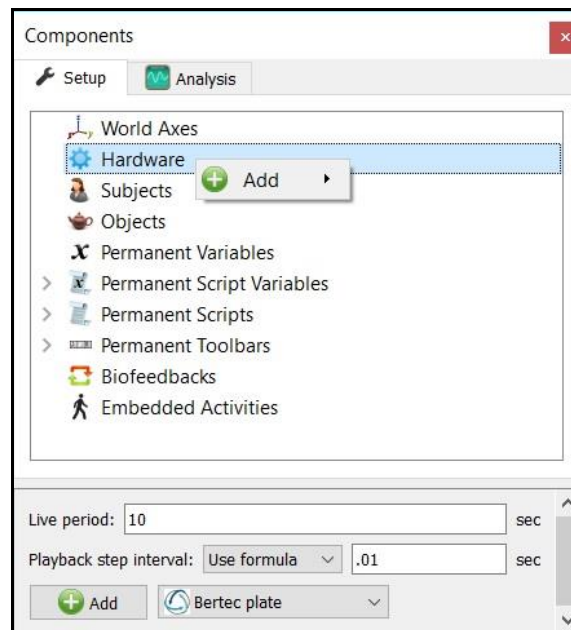 Components
Setup Analysis
World Axes
Hardware
Add
Subjects
Objects
x Permanent Variables
x Permanent Script Variables
Permanent Scripts
Permanent Toolbars
Biofeedbacks
Embedded Activities
Live period: 10 sec
Playback step interval: Use formula .01 sec
Add Bertec plate